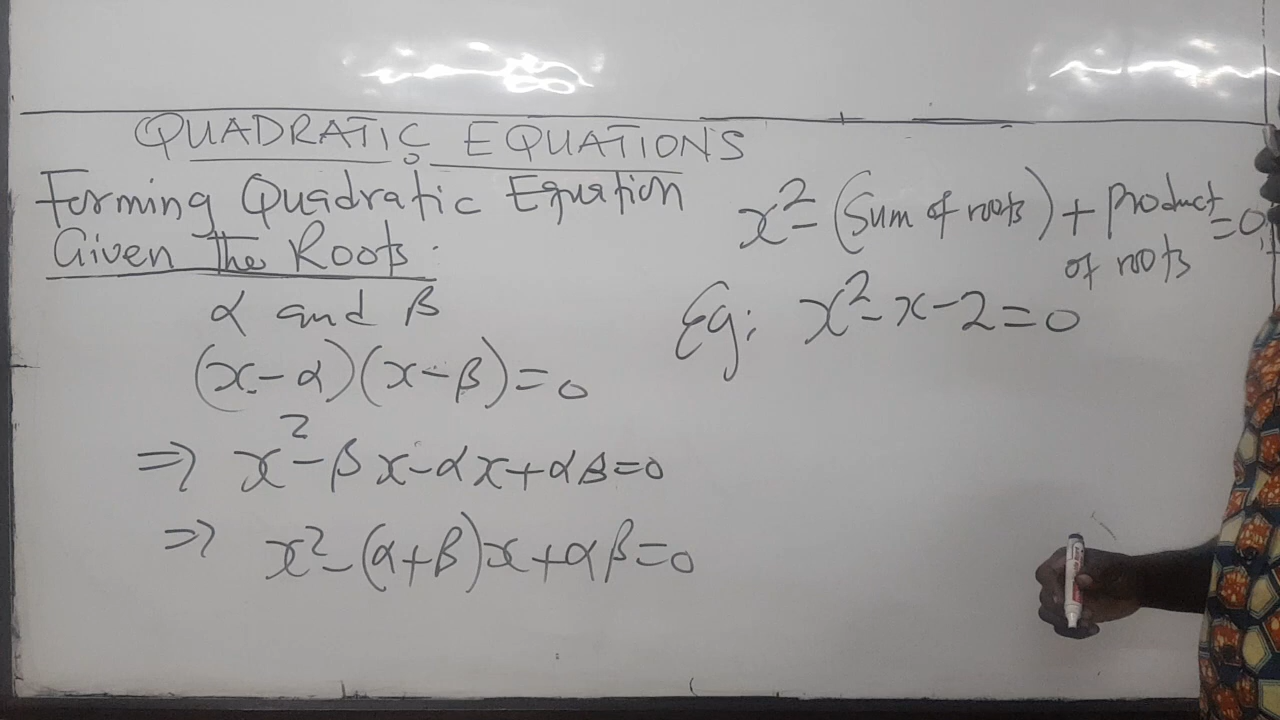 QUADRATIC EQUATIONS
Forming Quadratic Equation
Given The Roots:
α and β
(x-α)(x-β)=0
⇒ x²-βx-αx+αβ=0
⇒ x²-(α+β)x+αβ=0
x²-(Sum of roots)+product =0
of roots
Eg: x²-x-2=0